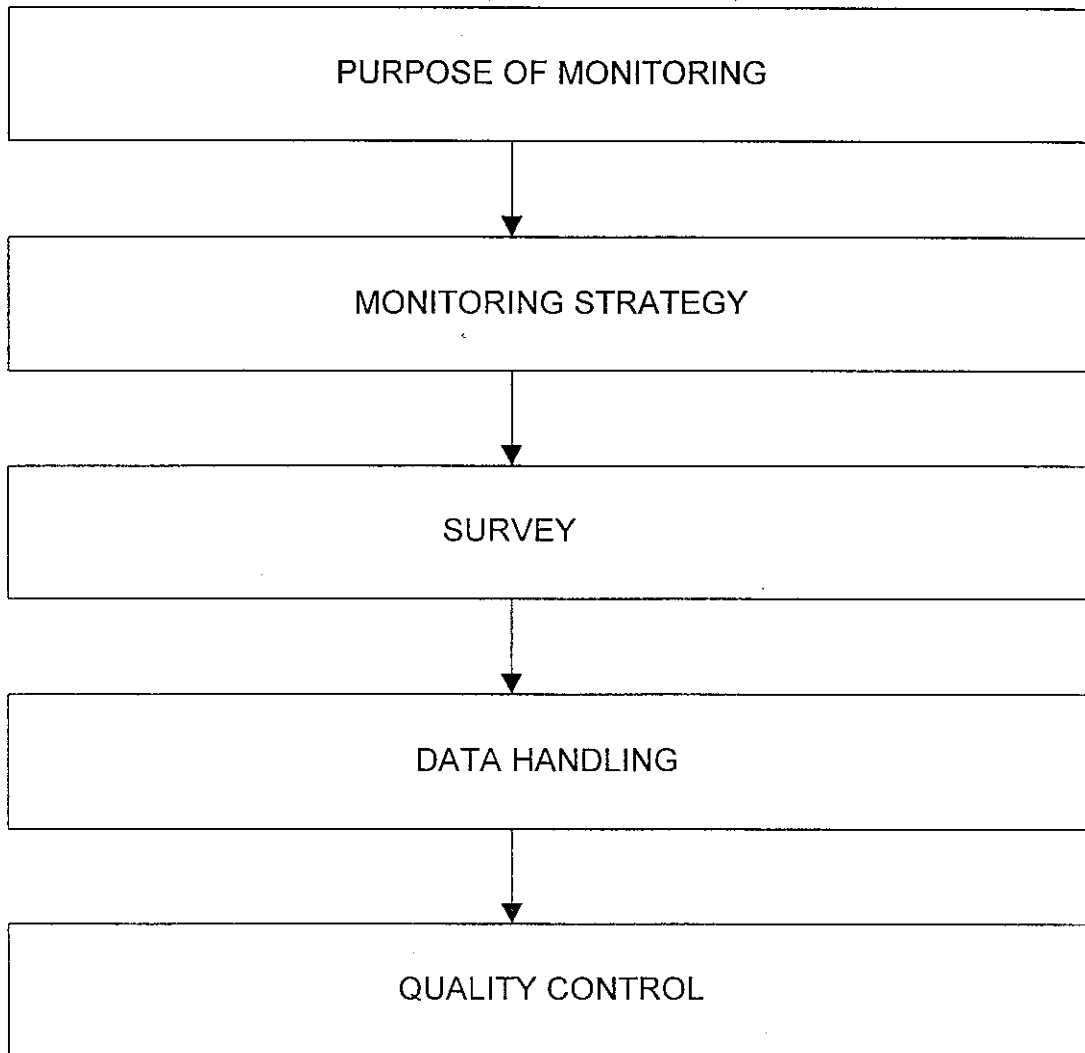 PURPOSE OF MONITORING
MONITORING STRATEGY
SURVEY
DATA HANDLING
QUALITY CONTROL